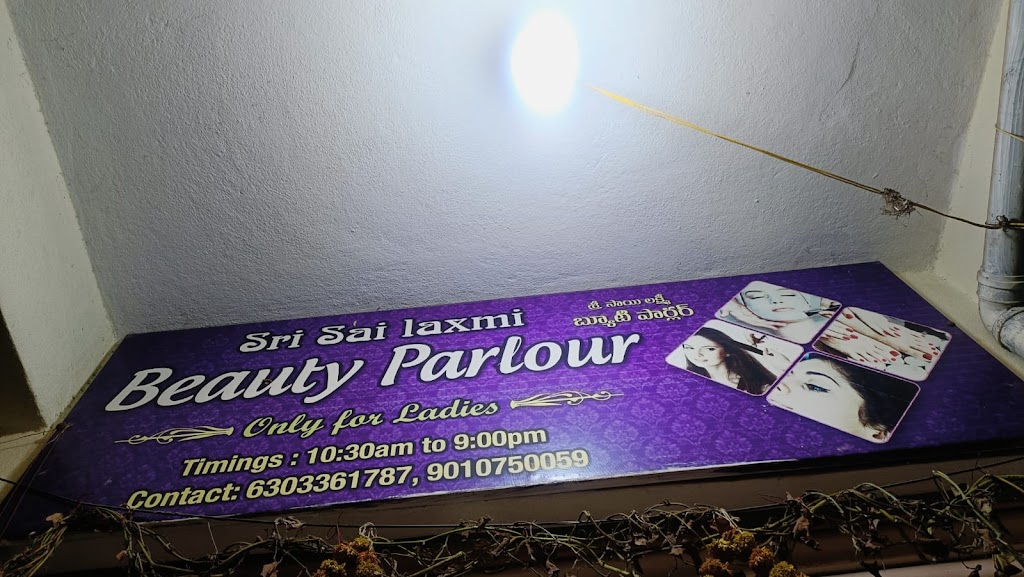 Sri Sai laxmi
శ్రీ సాయి లక్ష్మీ
బ్యూటీ పార్లర్
Beauty Parlour
Only for Ladies
Timings : 10:30am to 9:00pm
Contact: 6303361787, 9010750059